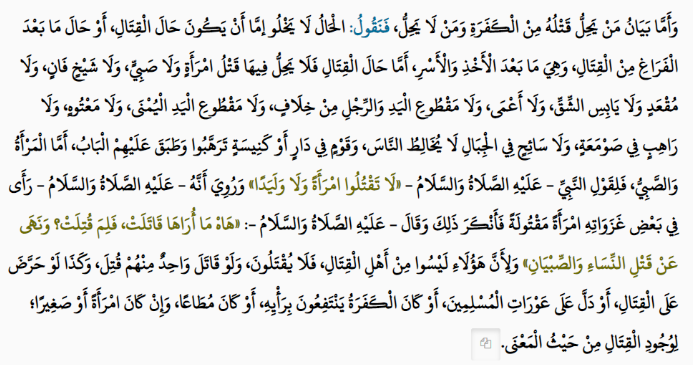 وَأَمَّا بَيَانُ مَنْ يَحِلُّ قَتْلُهُ مِنْ الْكَفَرَةِ وَمَنْ لَا يَحِلُّ، فَنَقُولُ: الْحَالُ لَا يَخْلُو إمَّا أَنْ يَكُونَ حَالَ الْقِتَالِ، أَوْ حَالَ مَا بَعْدَ
الْفَرَاغِ مِنْ الْقِتَالِ، وَهِيَ مَا بَعْدَ الْأَخْذِ وَالْأَسْرِ، أَمَّا حَالَ الْقِتَالِ فَلَا يَحِلُّ فِيهَا قَتْلُ امْرَأَةٍ وَلَا صَبِيٍّ، وَلَا شَيْخٍ فَانٍ، وَلَا
مُقْعَدٍ وَلَا يَابِسِ الشِّقِّ، وَلَا أَعْمَى، وَلَا مَقْطُوعِ الْيَدِ وَالرِّجْلِ مِنْ خِلَافٍ، وَلَا مَقْطُوعِ الْيَدِ الْيُمْنَى، وَلَا مَعْتُوهٍ، وَلَا
رَاهِبٍ فِي صَوْمَعَةٍ، وَلَا سَائِحٍ فِي الْجِبَالِ لَا يُخَالِطُ النَّاسَ، وَقَوْمٍ فِي دَارٍ أَوْ كَنِيسَةٍ تَرَهَّبُوا وَطَبَقَ عَلَيْهِمْ الْبَابُ، أَمَّا الْمَرْأَةُ
وَالصَّبِيُّ، فَلِقَوْلِ النَّبِيِّ - عَلَيْهِ الصَّلَاةُ وَالسَّلَامُ - «لَا تَقْتُلُوا امْرَأَةً وَلَا وَلِيَدًا» وَرُوِيَ أَنَّهُ - عَلَيْهِ الصَّلَاةُ وَالسَّلَامُ - رَأَى
فِي بَعْضِ غَزَوَاتِهِ امْرَأَةً مَقْتُولَةً فَأَنْكَرَ ذَلِكَ وَقَالَ - عَلَيْهِ الصَّلَاةُ وَالسَّلَامُ -: «هَاهْ مَا أُرَاهَا قَاتَلَتْ، فَلِمَ قُتِلَتْ؟ وَنَهَى
عَنْ قَتْلِ النِّسَاءِ وَالصِّبْيَانِ» وَلِأَنَّ هَؤُلَاءِ لَيْسُوا مِنْ أَهْلِ الْقِتَالِ، فَلَا يُقْتَلُونَ، وَلَوْ قَاتَلَ وَاحِدٌ مِنْهُمْ قُتِلَ، وَكَذَا لَوْ حَرَّضَ
عَلَى الْقِتَالِ، أَوْ دَلَّ عَلَى عَوْرَاتِ الْمُسْلِمِينَ، أَوْ كَانَ الْكَفَرَةُ يَنْتَفِعُونَ بِرَأْيِهِ، أَوْ كَانَ مُطَاعًا، وَإِنْ كَانَ امْرَأَةً أَوْ صَغِيرًا؛
لِوُجُودِ الْقِتَالِ مِنْ حَيْثُ الْمَعْنَى.